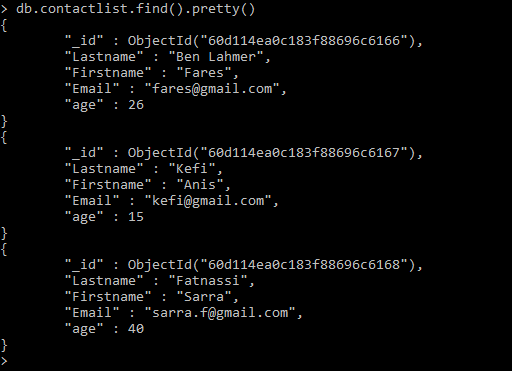 > db.contactlist.find().pretty()
{
        "_id" : ObjectId("60d114ea0c183f88696c6166"),
        "Lastname" : "Ben Lahmer",
        "Firstname" : "Fares",
        "Email" : "fares@gmail.com",
        "age" : 26
}
{
        "_id" : ObjectId("60d114ea0c183f88696c6167"),
        "Lastname" : "Kefi",
        "Firstname" : "Anis",
        "Email" : "kefi@gmail.com",
        "age" : 15
}
{
        "_id" : ObjectId("60d114ea0c183f88696c6168"),
        "Lastname" : "Fatnassi",
        "Firstname" : "Sarra",
        "Email" : "sarra.f@gmail.com",
        "age" : 40
}
>